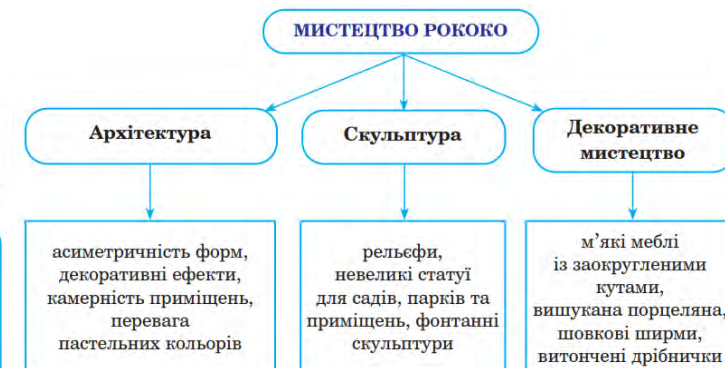 МИСТЕЦТВО РОКОКО
Архітектура
Скульптура
Декоративне
мистецтво
асиметричність форм,
декоративні ефекти,
камерність приміщень,
перевага
пастельних кольорів
рельєфи,
невеликі статуї
для садів, парків та
приміщень, фонтанні
скульптури
м’які меблі
із заокругленими
кутами,
вишукана порцеляна,
шовкові ширми,
витончені дрібнички